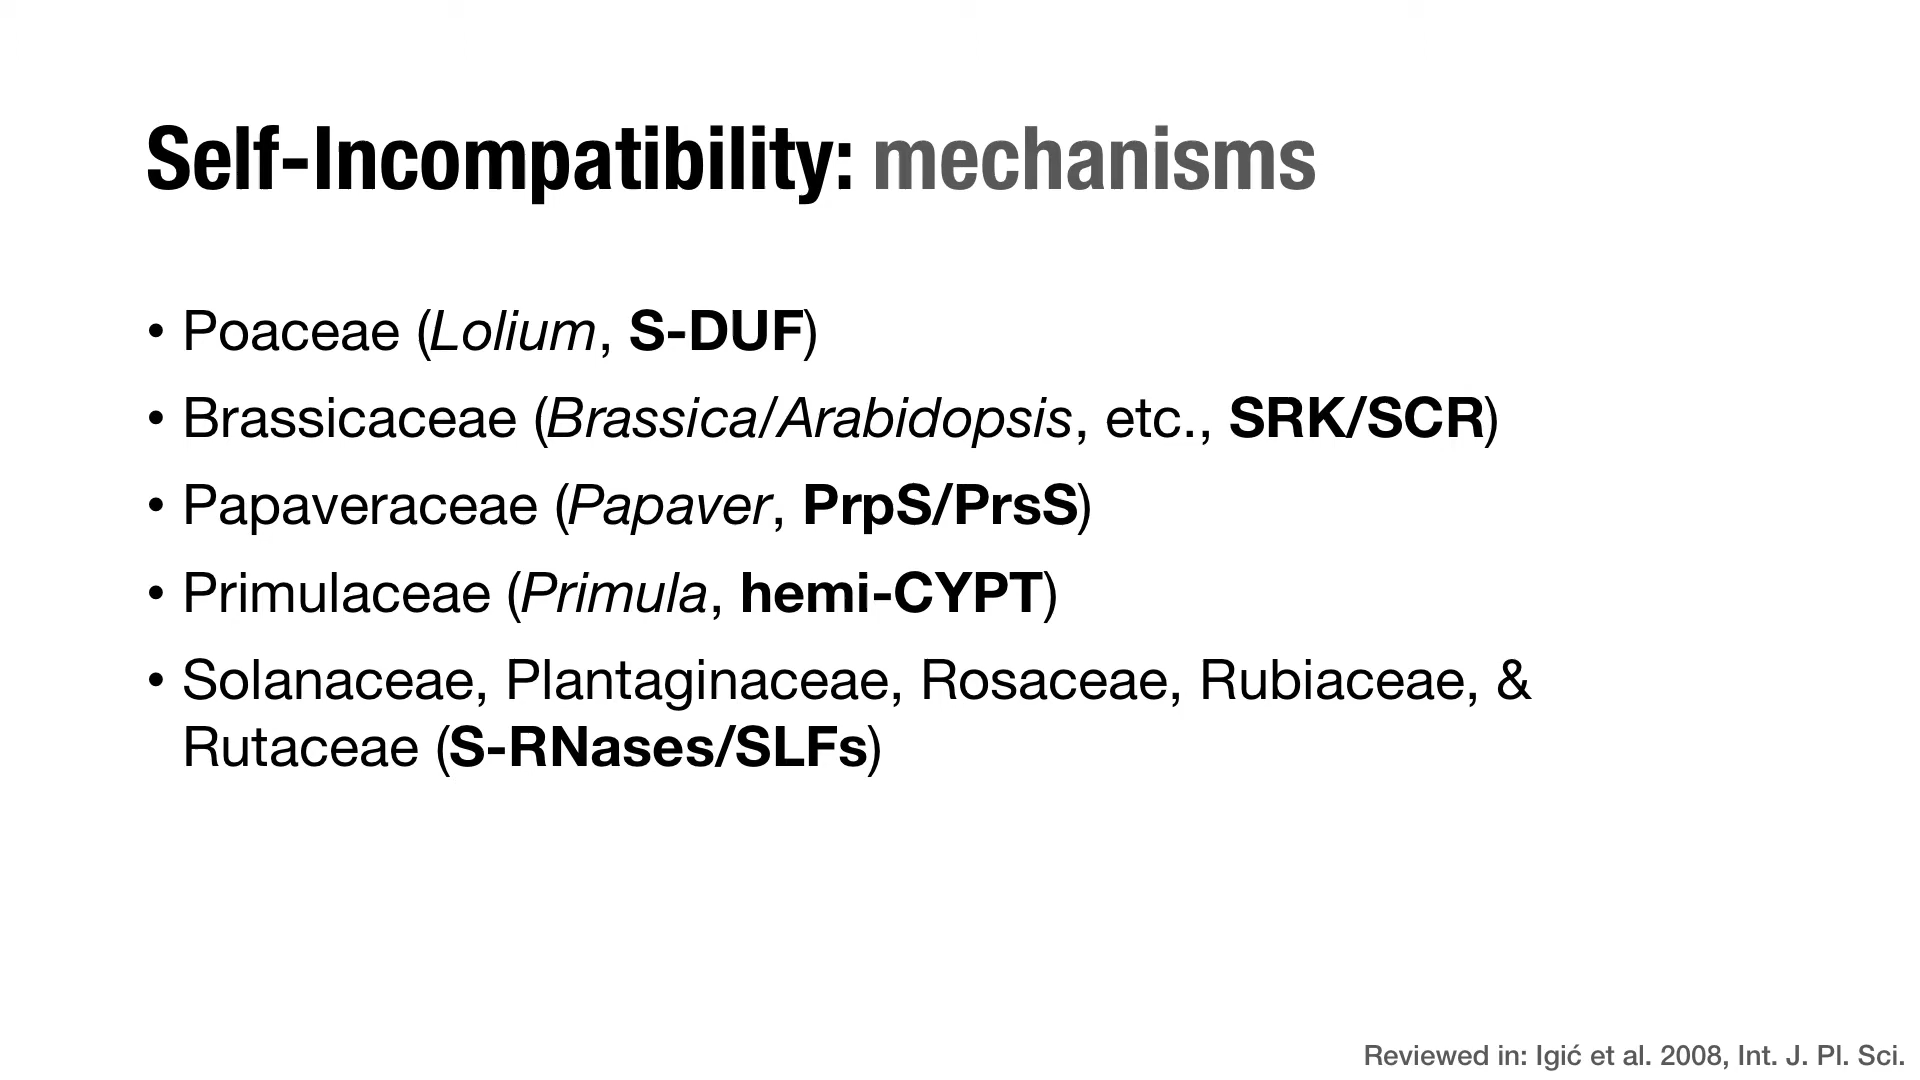 Self-Incompatibility: mechanisms
• Poaceae (Lolium, S-DUF)
• Brassicaceae (Brassica/Arabidopsis, etc., SRK/SCR)
• Papaveraceae (Papaver, PrpS/PrsS)
• Primulaceae (Primula, hemi-CYPT)
• Solanaceae, Plantaginaceae, Rosaceae, Rubiaceae, &
Rutaceae (S-RNases/SLFs)
Reviewed in: Igić et al. 2008, Int. J. Pl. Sci.